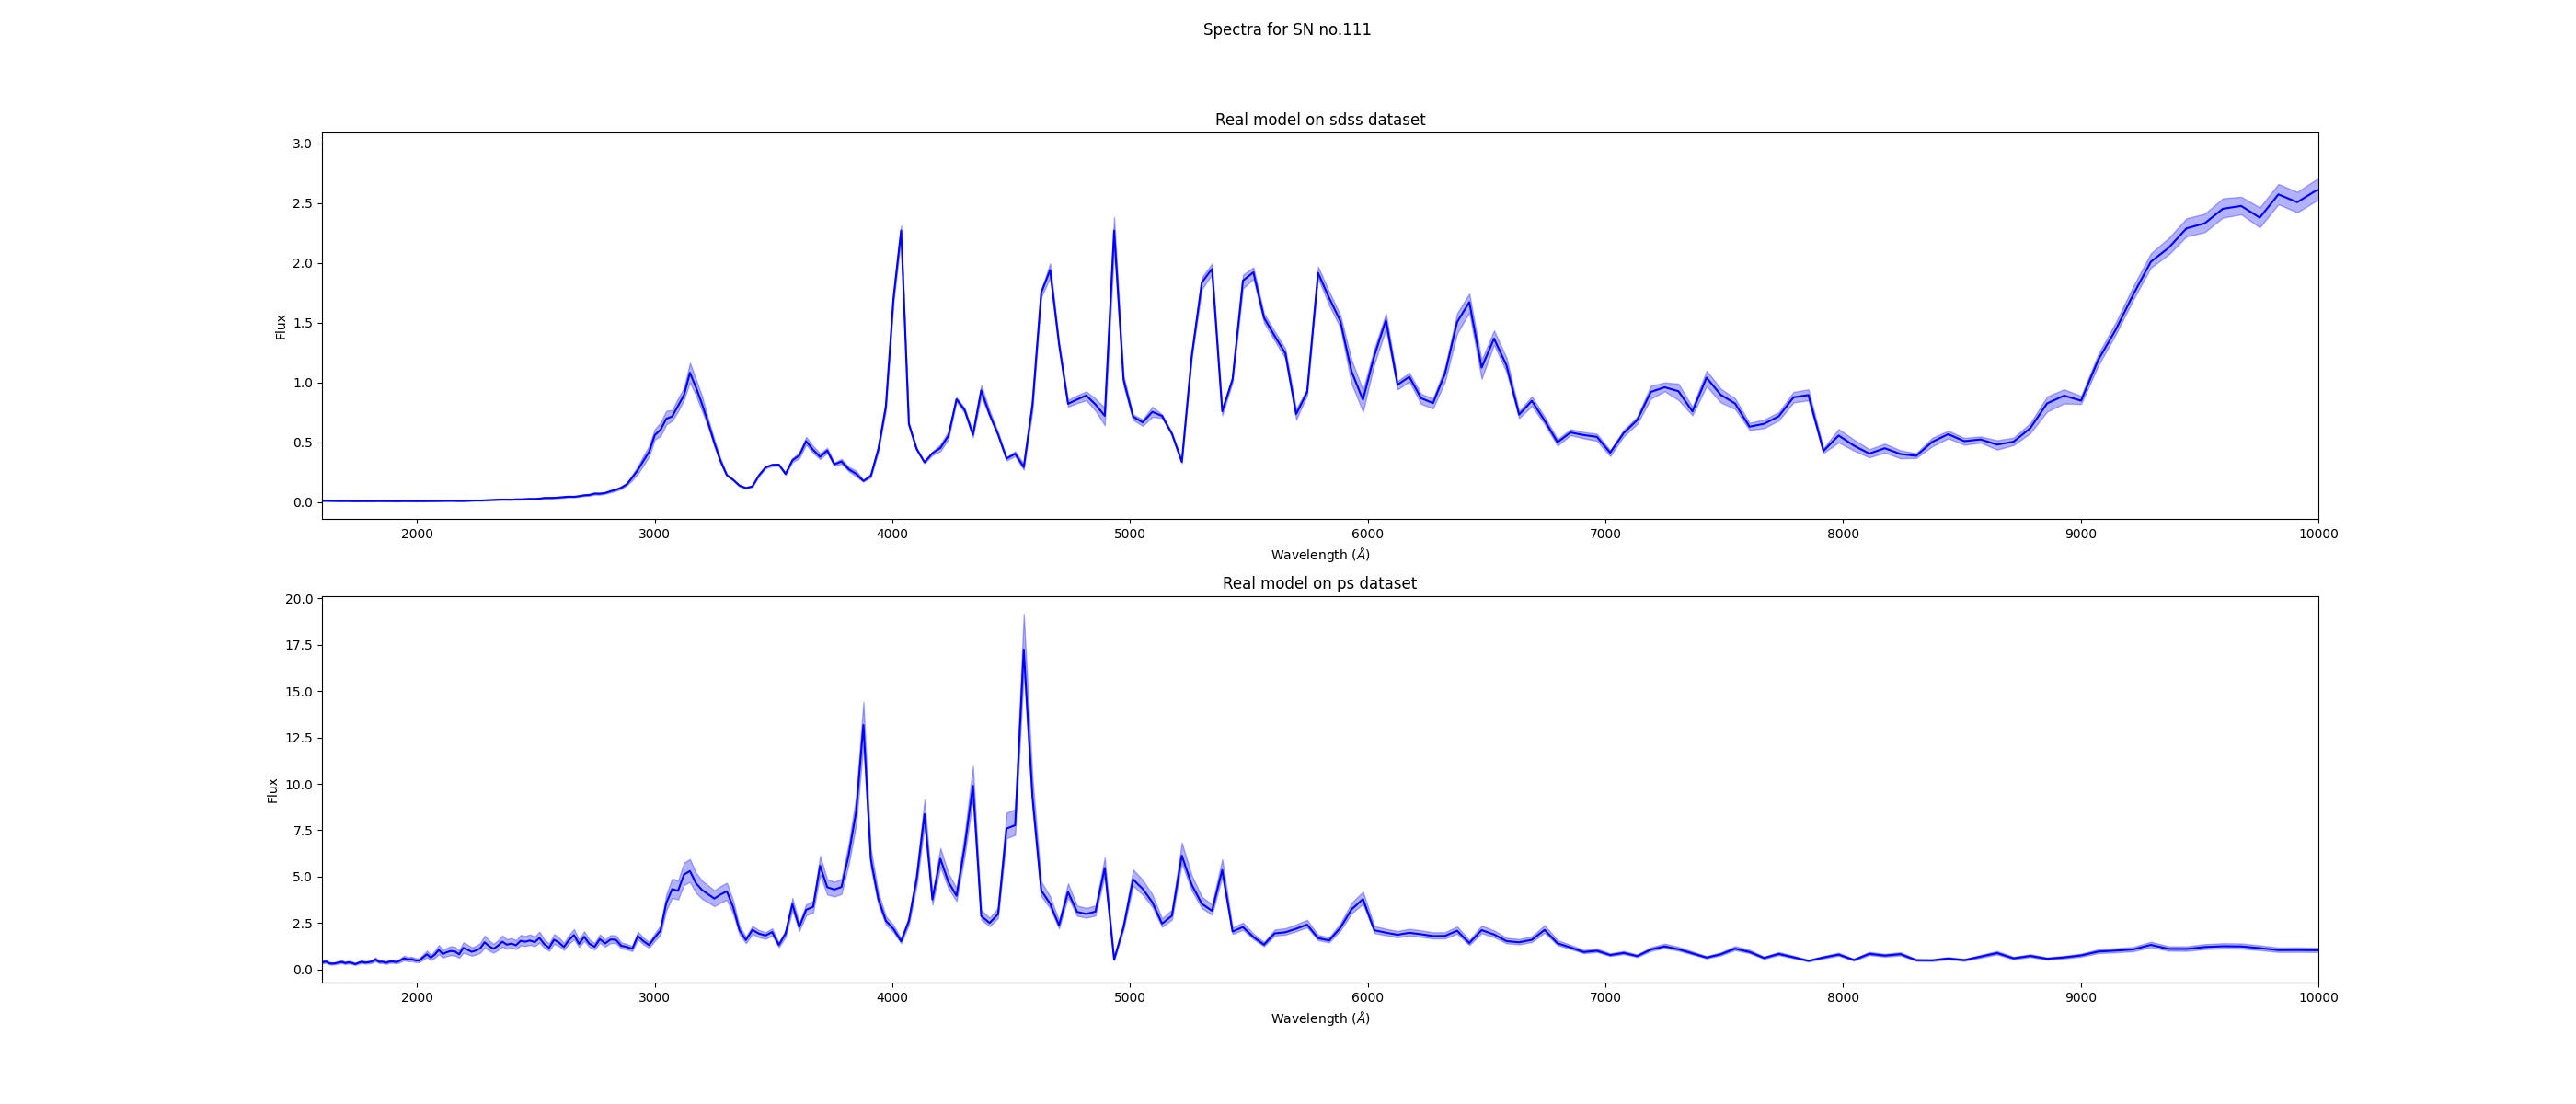 Spectra for SN no.111
Real model on sdss dataset
3.0
2.5
2.0
1.5
1.0
0.5
0.0
Flux
2000 3000 4000 5000 6000 7000 8000 9000 10000
Wavelength (Å)
Real model on ps dataset
20.0
17.5
15.0
12.5
10.0
7.5
5.0
2.5
0.0
Flux
2000 3000 4000 5000 6000 7000 8000 9000 10000
Wavelength (Å)